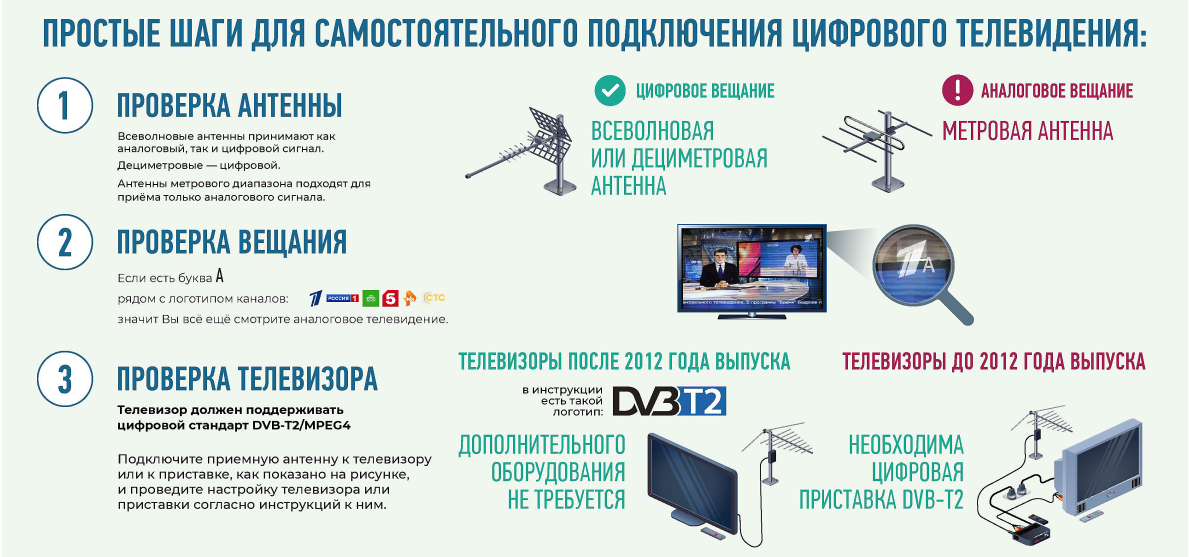 ПРОСТЫЕ ШАГИ ДЛЯ САМОСТОЯТЕЛЬНОГО ПОДКЛЮЧЕНИЯ ЦИФРОВОГО ТЕЛЕВИДЕНИЯ:
1
ПРОВЕРКА АНТЕННЫ
Всеволновые антенны принимают как
аналоговый, так и цифровой сигнал.
Дециметровые — цифровой.
Антенны метрового диапазона подходят для
приёма только аналогового сигнала.
ЦИФРОВОЕ ВЕЩАНИЕ
ВСЕВОЛНОВАЯ
ИЛИ ДЕЦИМЕТРОВАЯ
АНТЕННА
! АНАЛОГОВОЕ ВЕЩАНИЕ
МЕТРОВАЯ АНТЕННА
2
ПРОВЕРКА ВЕЩАНИЯ
Если есть буква А
рядом с логотипом каналов: 1 РОССИЯ 1 НТВ 5 РЕН СТС
значит Вы всё ещё смотрите аналоговое телевидение.
1 А
3
ПРОВЕРКА ТЕЛЕВИЗОРА
Телевизор должен поддерживать
цифровой стандарт DVB-T2/MPEG4
Подключите приемную антенну к телевизору
или к приставке, как показано на рисунке,
и проведите настройку телевизора или
приставки согласно инструкций к ним.
ТЕЛЕВИЗОРЫ ПОСЛЕ 2012 ГОДА ВЫПУСКА
в инструкции
есть такой
логотип:
DVB T2
ДОПОЛНИТЕЛЬНОГО
ОБОРУДОВАНИЯ
НЕ ТРЕБУЕТСЯ
ТЕЛЕВИЗОРЫ ДО 2012 ГОДА ВЫПУСКА
НЕОБХОДИМА
ЦИФРОВАЯ
ПРИСТАВКА DVB-T2